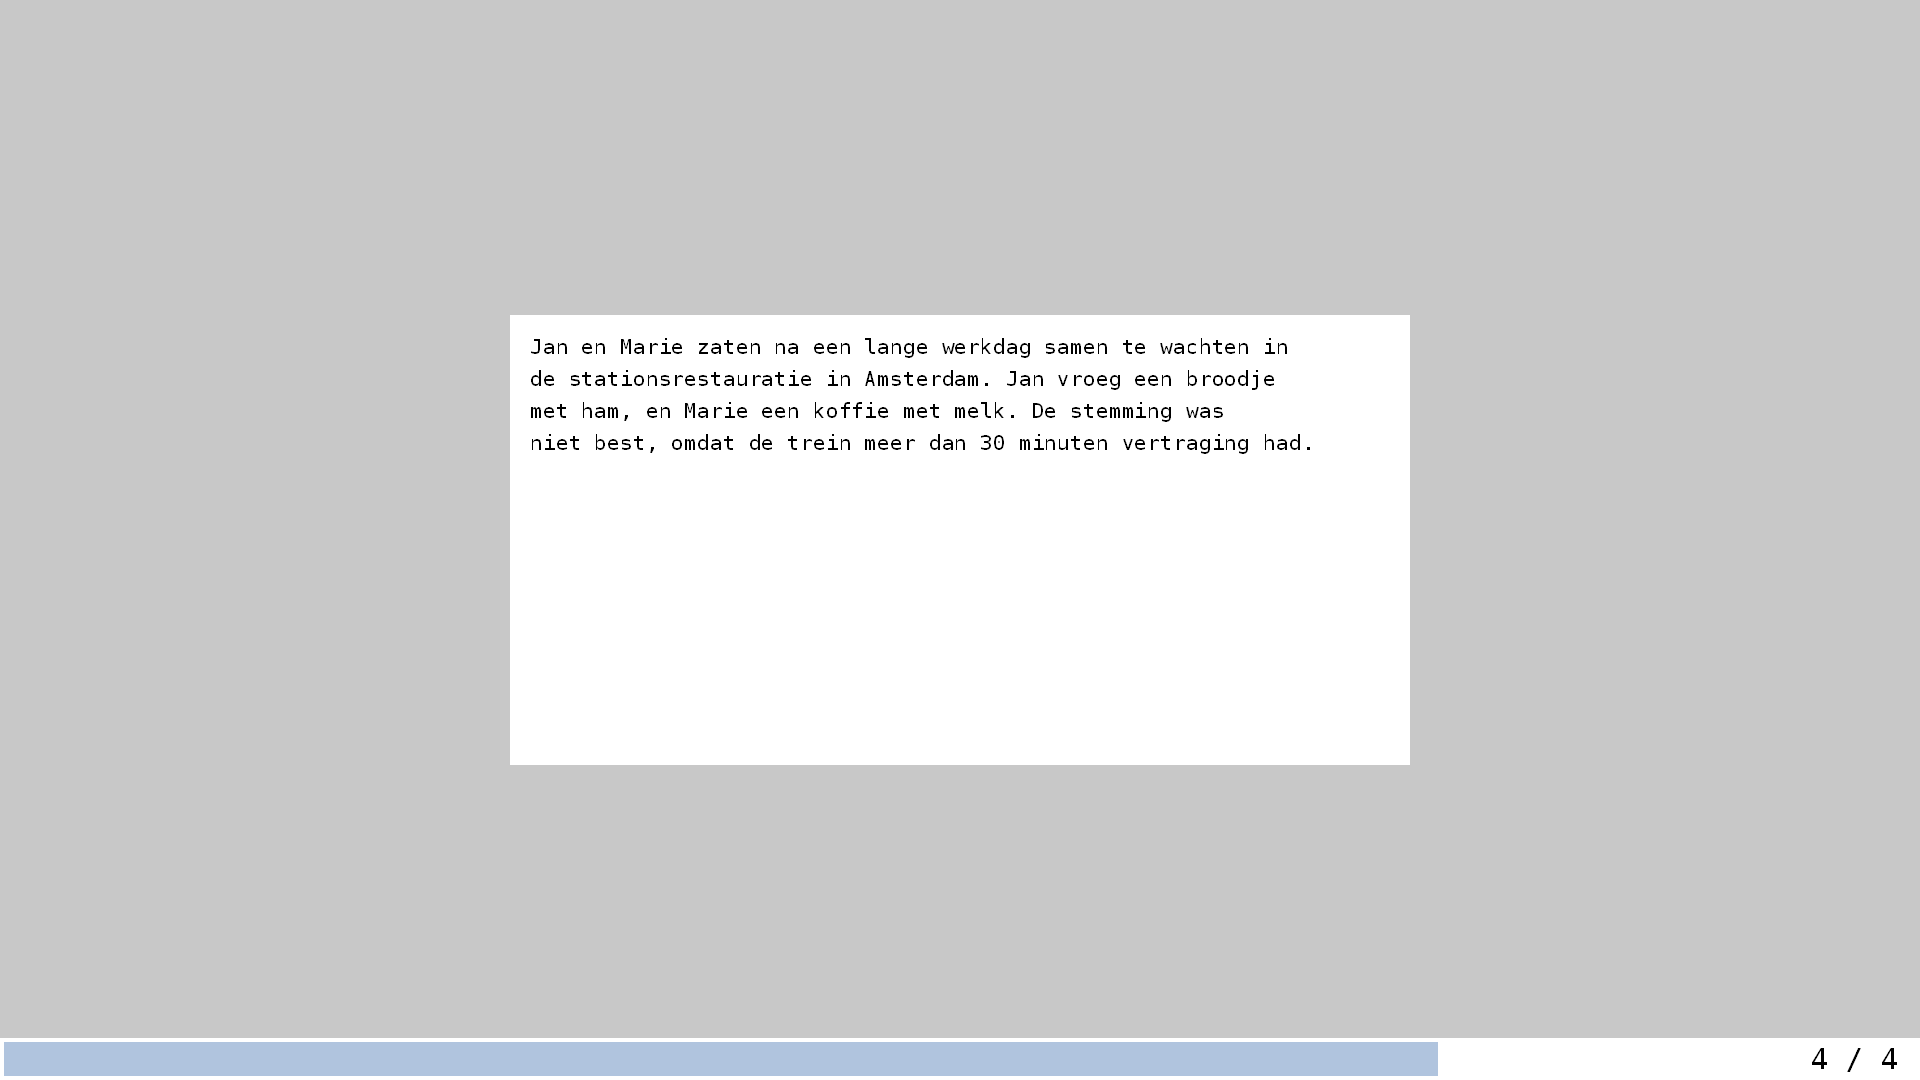 Jan en Marie zaten na een lange werkdag samen te wachten in
de stationsrestauratie in Amsterdam. Jan vroeg een broodje
met ham, en Marie een koffie met melk. De stemming was
niet best, omdat de trein meer dan 30 minuten vertraging had.
4 / 4